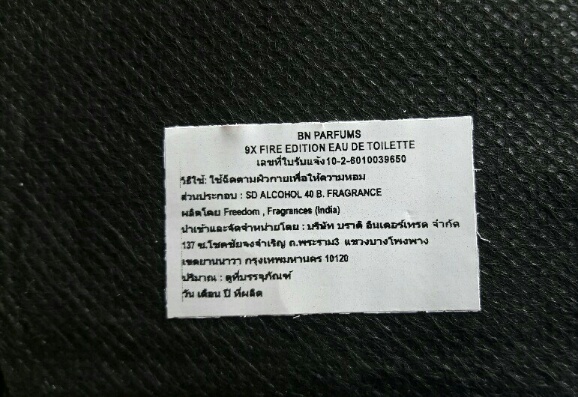 BN PARFUMS
9X FIRE EDITION EAU DE TOILETTE
เลขที่ใบรับแจ้ง10-2-6010039650
วิธีใช้: ใช้ฉีดตามผิวกายเพื่อให้ความหอม
ส่วนประกอบ : SD ALCOHOL 40 B. FRAGRANCE
ผลิตโดย Freedom , Fragrances (India)
นำเข้าและจัดจำหน่ายโดย : บริษัท บราตี อินเตอร์เทรด จำกัด
137 ซ.โชคชัยจงจำเริญ ถ.พระราม3 แขวงบางโพงพาง
เขตยานนาวา กรุงเทพมหานคร 10120
ปริมาณ : ดูที่บรรจุภัณฑ์
วัน เดือน ปี ที่ผลิต